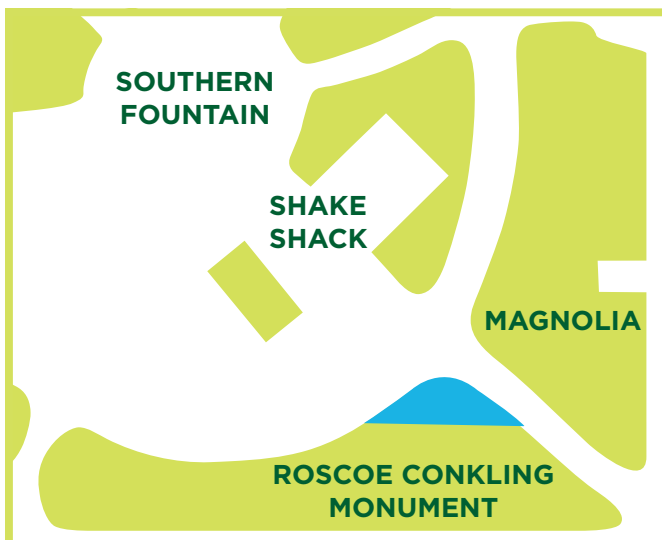 SOUTHERN
FOUNTAIN
SHAKE
SHACK
MAGNOLIA
ROSCOE CONKLING
MONUMENT